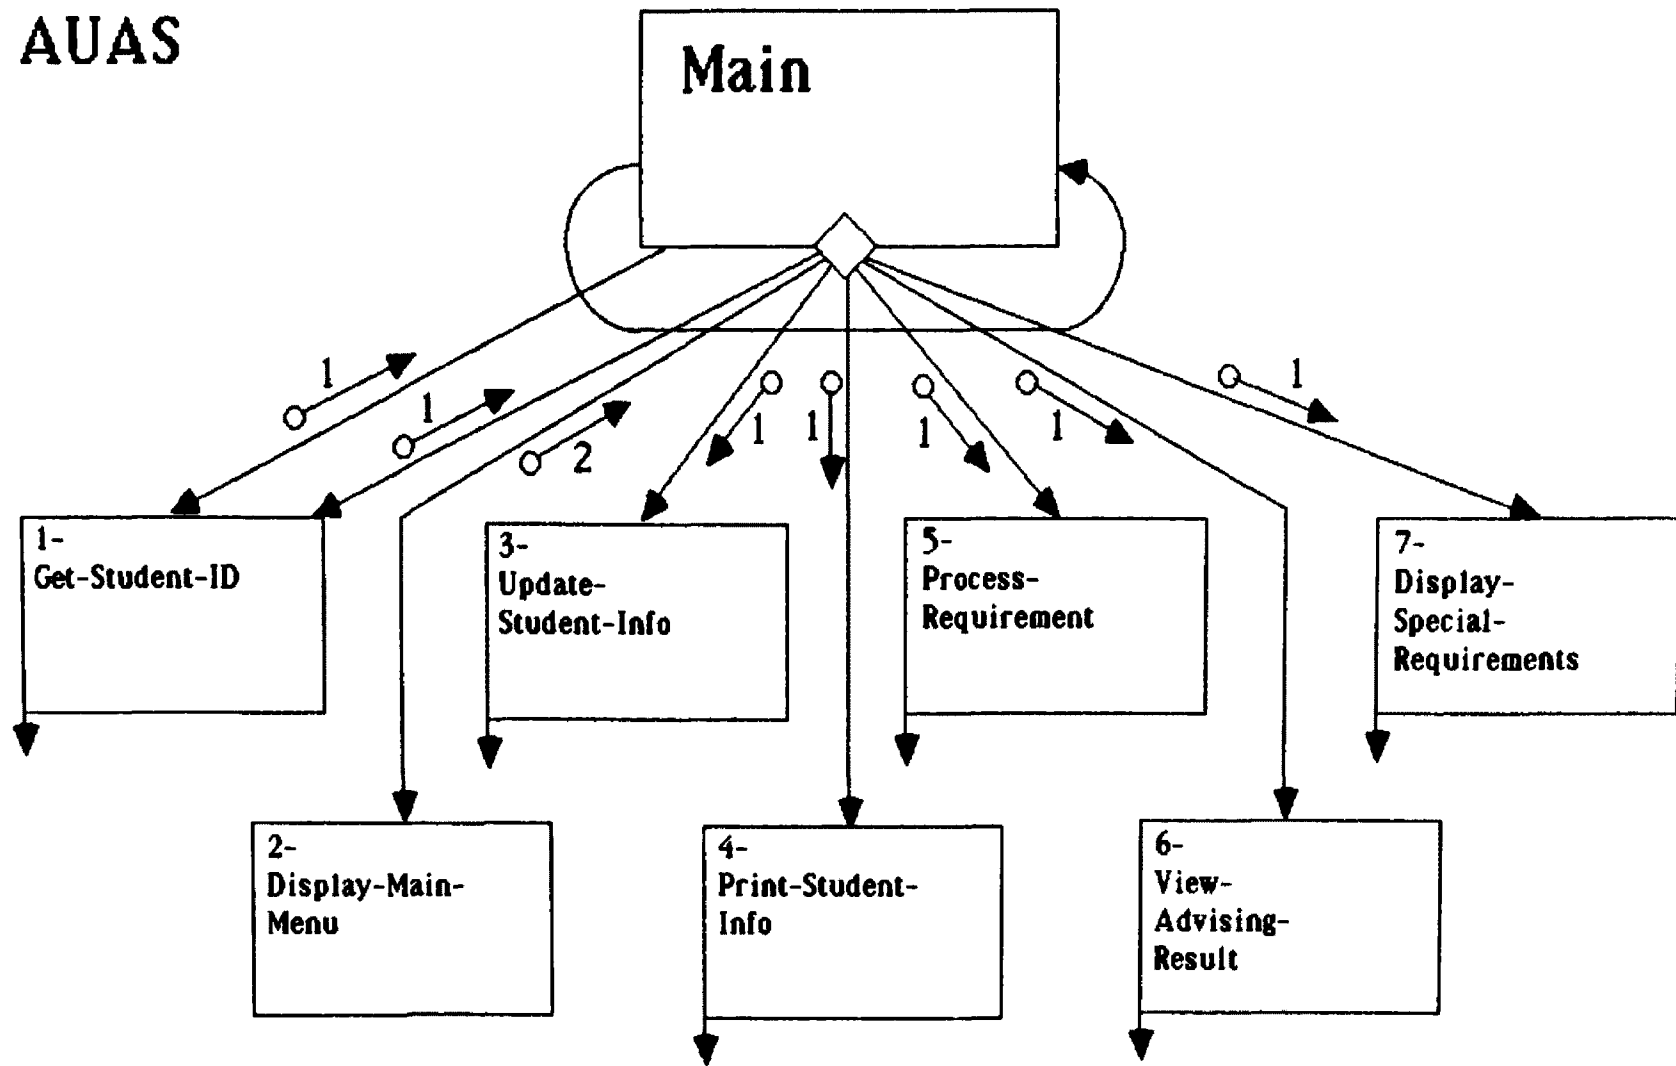 AUAS
Main
1
1
2
1
1
1
1
1
1-
Get-Student-ID
3-
Update-
Student-Info
5-
Process-
Requirement
7-
Display-
Special-
Requirements
2-
Display-Main-
Menu
4-
Print-Student-
Info
6-
View-
Advising-
Result